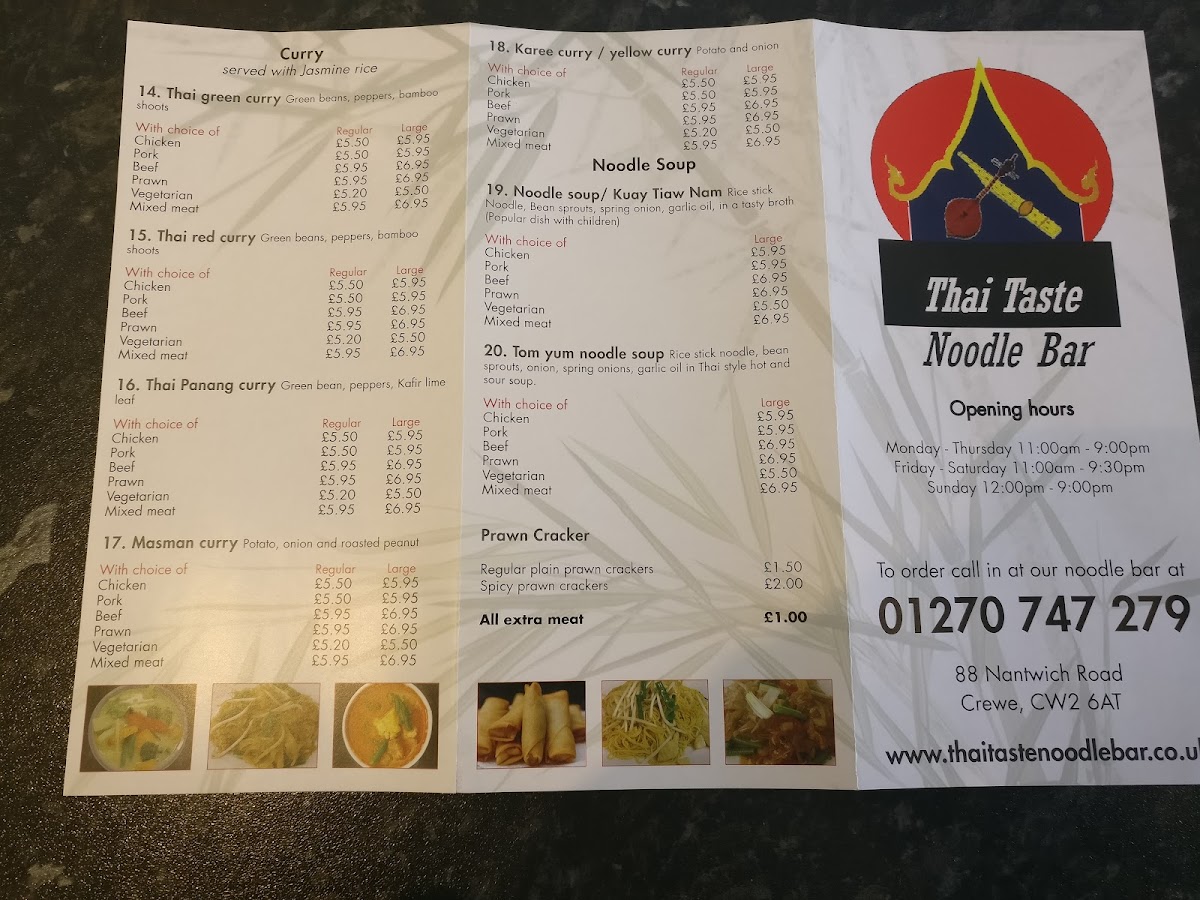 Curry
served with Jasmine rice
14. Thai green curry Green beans, peppers, bamboo
shoots
With choice of Regular Large
Chicken £5.50 £5.95
Pork £5.50 £5.95
Beef £5.95 £6.95
Prawn £5.95 £6.95
Vegetarian £5.20 £5.50
Mixed meat £5.95 £6.95
15. Thai red curry Green beans, peppers, bamboo
shoots
With choice of Regular Large
Chicken £5.50 £5.95
Pork £5.50 £5.95
Beef £5.95 £6.95
Prawn £5.95 £6.95
Vegetarian £5.20 £5.50
Mixed meat £5.95 £6.95
16. Thai Panang curry Green bean, peppers, Kafir lime
leaf
With choice of Regular Large
Chicken £5.50 £5.95
Pork £5.50 £5.95
Beef £5.95 £6.95
Prawn £5.95 £6.95
Vegetarian £5.20 £5.50
Mixed meat £5.95 £6.95
17. Masman curry Potato, onion and roasted peanut
With choice of Regular Large
Chicken £5.50 £5.95
Pork £5.50 £5.95
Beef £5.95 £6.95
Prawn £5.95 £6.95
Vegetarian £5.20 £5.50
Mixed meat £5.95 £6.95
18. Karee curry / yellow curry Potato and onion
With choice of Regular Large
Chicken £5.50 £5.95
Pork £5.50 £5.95
Beef £5.95 £6.95
Prawn £5.95 £6.95
Vegetarian £5.20 £5.50
Mixed meat £5.95 £6.95
Noodle Soup
19. Noodle soup/ Kuay Tiaw Nam Rice stick
Noodle, Bean sprouts, spring onion, garlic oil, in a tasty broth
(Popular dish with children)
With choice of Large
Chicken £5.95
Pork £5.95
Beef £6.95
Prawn £6.95
Vegetarian £5.50
Mixed meat £6.95
20. Tom yum noodle soup Rice stick noodle, bean
sprouts, onion, spring onions, garlic oil in Thai style hot and
sour soup.
With choice of Large
Chicken £5.95
Pork £5.95
Beef £6.95
Prawn £6.95
Vegetarian £5.50
Mixed meat £6.95
Prawn Cracker
Regular plain prawn crackers £1.50
Spicy prawn crackers £2.00
All extra meat £1.00
Thai Taste
Noodle Bar
Opening hours
Monday - Thursday 11:00am - 9:00pm
Friday - Saturday 11:00am - 9:30pm
Sunday 12:00pm - 9:00pm
To order call in at our noodle bar at
01270 747 279
88 Nantwich Road
Crewe, CW2 6AT
www.thaitastenoodlebar.co.uk